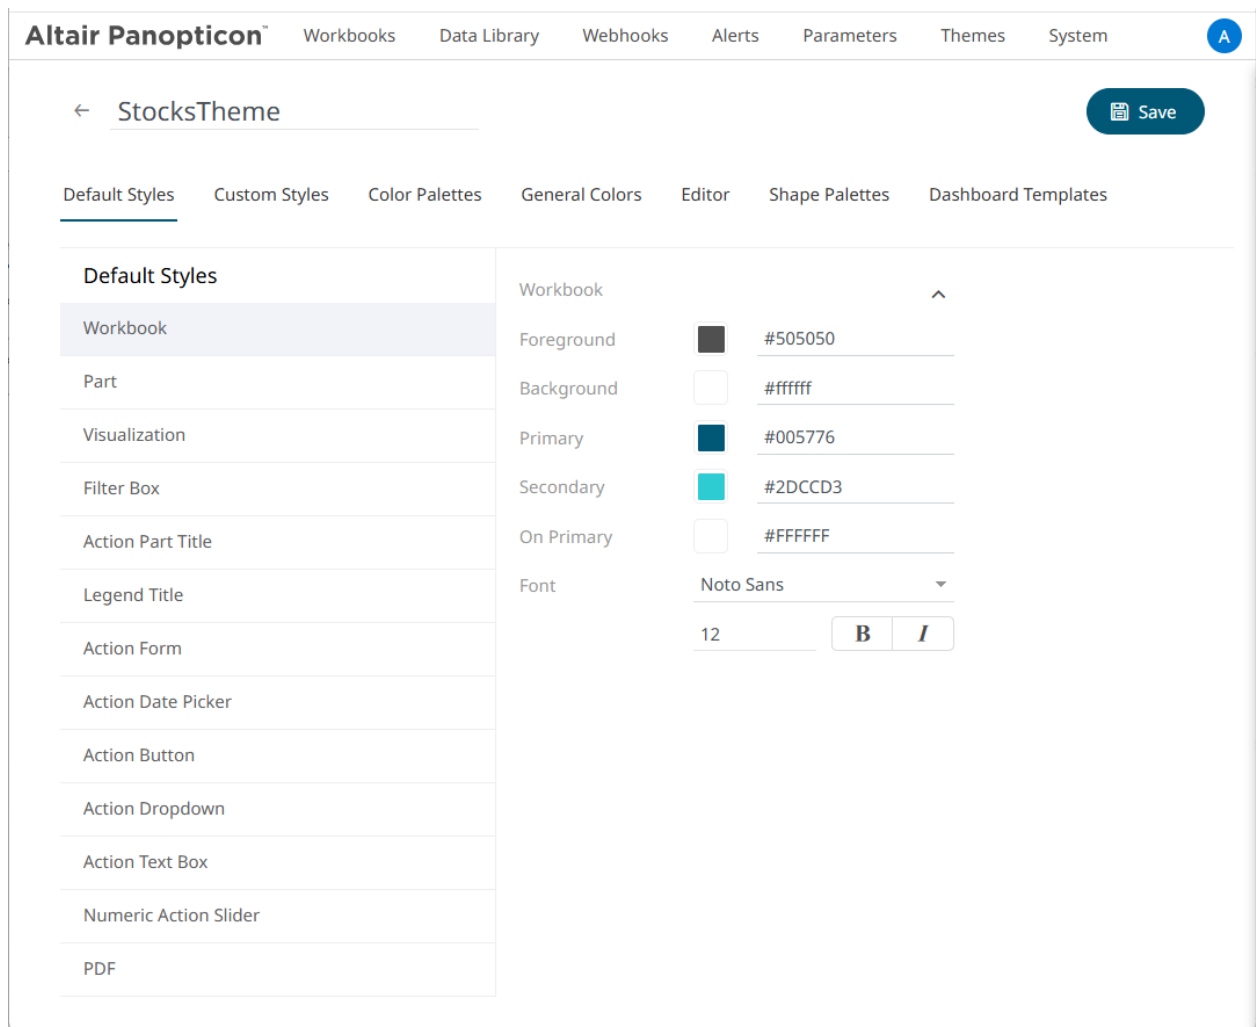 Altair Panopticon™ Workbooks Data Library Webhooks Alerts Parameters Themes System A
← StocksTheme Save
Default Styles Custom Styles Color Palettes General Colors Editor Shape Palettes Dashboard Templates
Default Styles
Workbook
Part
Visualization
Filter Box
Action Part Title
Legend Title
Action Form
Action Date Picker
Action Button
Action Dropdown
Action Text Box
Numeric Action Slider
PDF
Workbook
Foreground #505050
Background #ffffff
Primary #005776
Secondary #2DCCD3
On Primary #FFFFFF
Font Noto Sans
12 B I